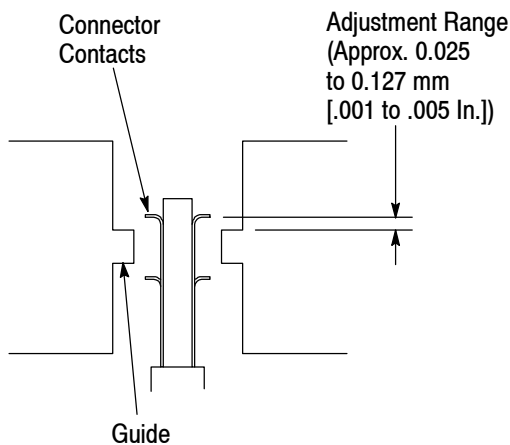 Connector
Contacts
Adjustment Range
(Approx. 0.025
to 0.127 mm
[.001 to .005 In.])
Guide